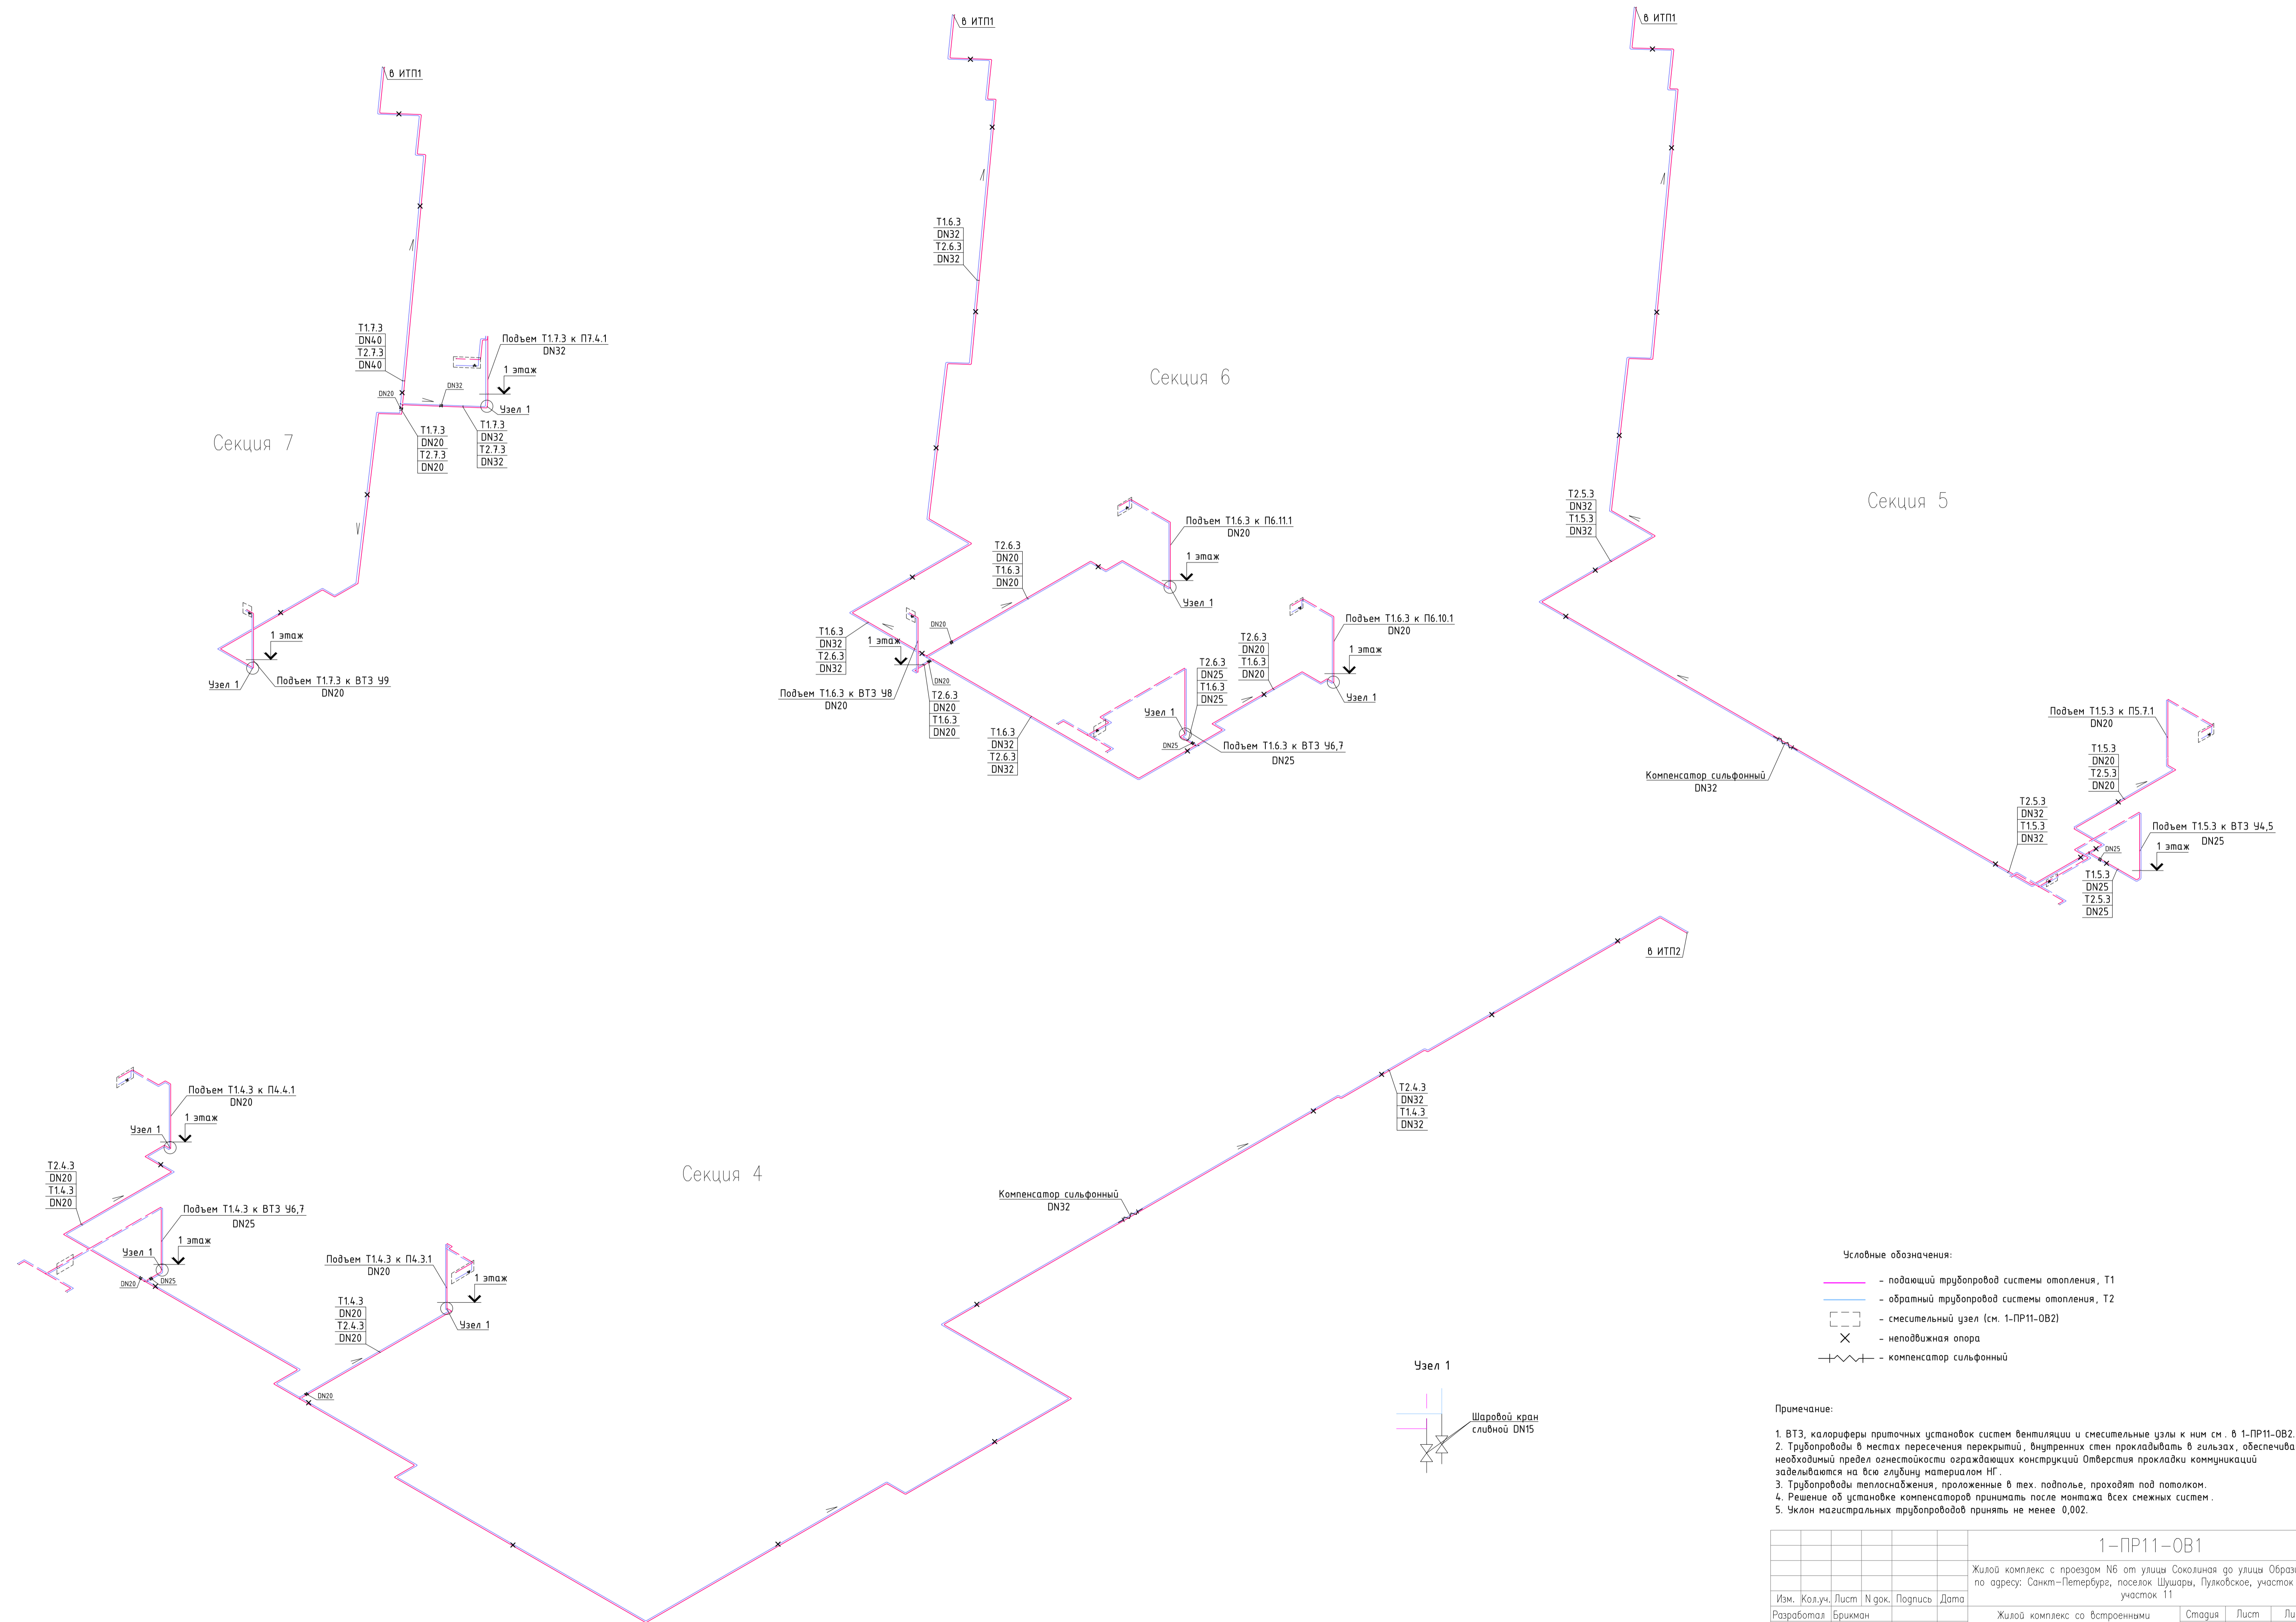 в ИТП1
Т1.7.3
DN40
Т2.7.3
DN40
Подъем Т1.7.3 к П7.4.1
DN32
1 этаж
DN20
DN32
Узел 1
Т1.7.3
DN20
Т2.7.3
DN20
Т1.7.3
DN32
Т2.7.3
DN32
Секция 7
1 этаж
Узел 1
Подъем Т1.7.3 к ВТЗ У9
DN20
в ИТП1
Т1.6.3
DN32
Т2.6.3
DN32
Секция 6
Подъем Т1.6.3 к П6.11.1
DN20
1 этаж
Узел 1
Т2.6.3
DN20
Т1.6.3
DN20
Т1.6.3
DN32
Т2.6.3
DN32
1 этаж
DN20
DN20
Подъем Т1.6.3 к ВТЗ У8
DN20
Т2.6.3
DN20
Т1.6.3
DN20
Т1.6.3
DN32
Т2.6.3
DN32
Узел 1
DN25
Т2.6.3
DN25
Т1.6.3
DN25
Подъем Т1.6.3 к ВТЗ У6,7
DN25
Т2.6.3
DN20
Т1.6.3
DN20
Подъем Т1.6.3 к П6.10.1
DN20
1 этаж
Узел 1
в ИТП1
Секция 5
Т2.5.3
DN32
Т1.5.3
DN32
Компенсатор сильфонный
DN32
Подъем Т1.5.3 к П5.7.1
DN20
Т1.5.3
DN20
Т2.5.3
DN20
Т2.5.3
DN32
Т1.5.3
DN32
Подъем Т1.5.3 к ВТЗ У4,5
DN25
DN25
1 этаж
Т1.5.3
DN25
Т2.5.3
DN25
в ИТП2
Т2.4.3
DN32
Т1.4.3
DN32
Секция 4
Компенсатор сильфонный
DN32
Подъем Т1.4.3 к П4.4.1
DN20
1 этаж
Узел 1
Т2.4.3
DN20
Т1.4.3
DN20
Подъем Т1.4.3 к ВТЗ У6,7
DN25
1 этаж
Узел 1
DN20
DN25
Подъем Т1.4.3 к П4.3.1
DN20
1 этаж
Узел 1
Т1.4.3
DN20
Т2.4.3
DN20
DN20
Узел 1
Шаровой кран
сливной DN15
Условные обозначения:
- подающий трубопровод системы отопления, Т1
- обратный трубопровод системы отопления, Т2
- смесительный узел (см. 1-ПР11-ОВ2)
- неподвижная опора
- компенсатор сильфонный
Примечание:
1. ВТЗ, калориферы приточных установок систем вентиляции и смесительные узлы к ним см. в 1-ПР11-ОВ2.
2. Трубопроводы в местах пересечения перекрытий, внутренних стен прокладывать в гильзах, обеспечива
необходимый предел огнестойкости ограждающих конструкций Отверстия прокладки коммуникаций
заделываются на всю глубину материалом НГ.
3. Трубопроводы теплоснабжения, проложенные в тех. подполье, проходят под потолком.
4. Решение об установке компенсаторов принимать после монтажа всех смежных систем.
5. Уклон магистральных трубопроводов принять не менее 0,002.
1-ПР11-ОВ1
Жилой комплекс с проездом N6 от улицы Соколиная до улицы Образ
по адресу: Санкт-Петербург, поселок Шушары, Пулковское, участок
участок 11
Изм. Кол.уч. Лист N док. Подпись Дата
Разработал Брикман
Жилой комплекс со встроенными
Стадия Лист Ли